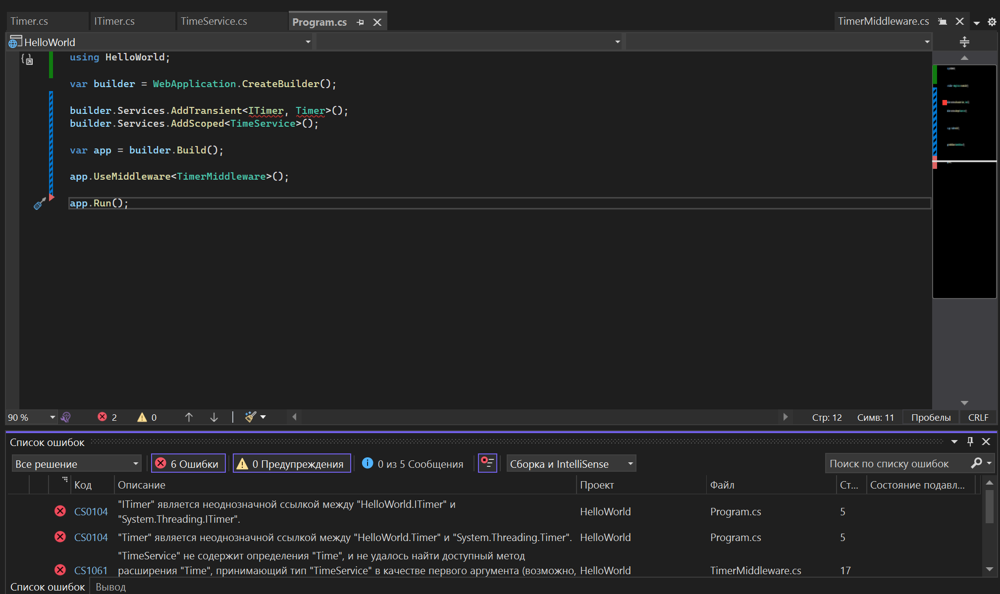 Timer.cs
ITimer.cs
TimeService.cs
Program.cs
TimerMiddleware.cs
HelloWorld
using HelloWorld;
var builder = WebApplication.CreateBuilder();
builder.Services.AddTransient<ITimer, Timer>();
builder.Services.AddScoped<TimeService>();
var app = builder.Build();
app.UseMiddleware<TimerMiddleware>();
app.Run();
90 %
2
0
Стр: 12
Симв: 11
Пробелы
CRLF
Список ошибок
Все решение
6 Ошибки
0 Предупреждения
0 из 5 Сообщения
Сборка и IntelliSense
Поиск по списку ошибок
Код
Описание
Проект
Файл
Ст...
Состояние подавл...
CS0104
"ITimer" является неоднозначной ссылкой между "HelloWorld.ITimer" и
"System.Threading.ITimer".
HelloWorld
Program.cs
5
CS0104
"Timer" является неоднозначной ссылкой между "HelloWorld.Timer" и "System.Threading.Timer".
HelloWorld
Program.cs
5
CS1061
"TimeService" не содержит определения "Time", и не удалось найти доступный метод
расширения "Time", принимающий тип "TimeService" в качестве первого аргумента (возможно,
HelloWorld
TimerMiddleware.cs
17
Список ошибок
Вывод